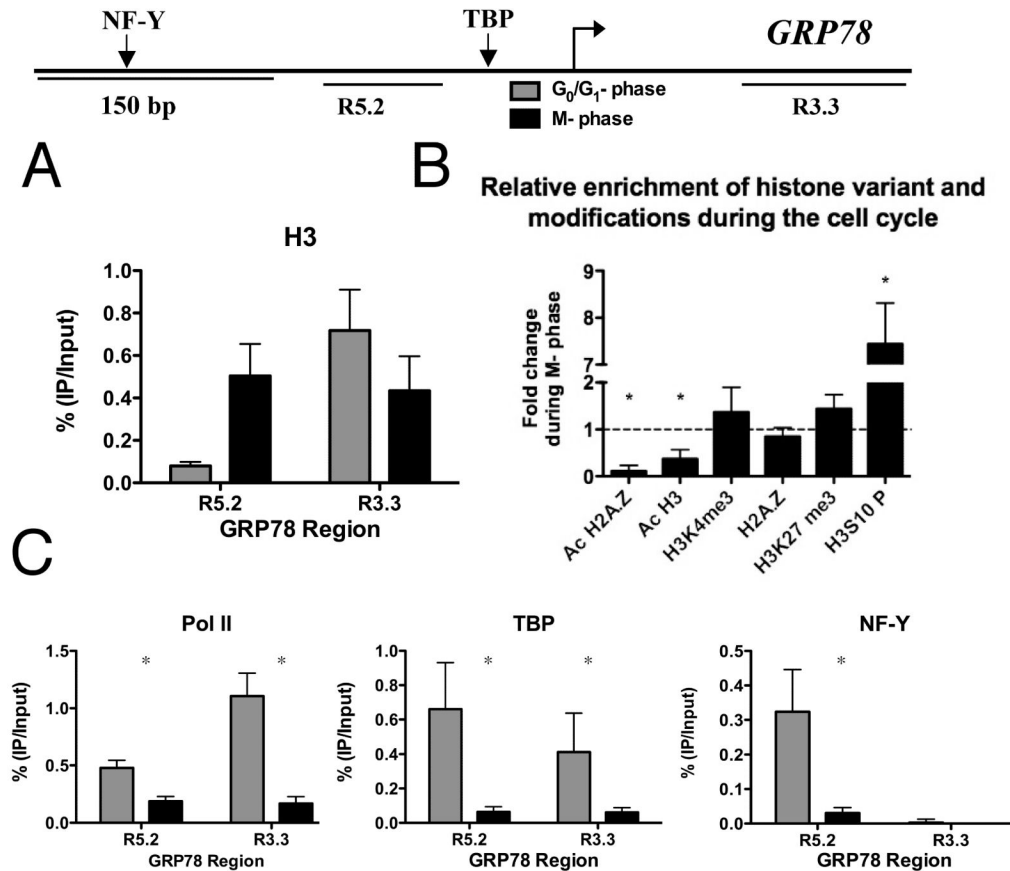 NF-Y
TBP
GRP78
150 bp
R5.2
G₀/G₁- phase
M- phase
R3.3
A
B
Relative enrichment of histone variant and
modifications during the cell cycle
H3
% (IP/Input)
1.0
0.8
0.6
0.4
0.2
0.0
R5.2
R3.3
GRP78 Region
Fold change
during M- phase
9
8
7
2
1
0
*
*
*
Ac H2A.Z
Ac H3
H3K4me3
H2A.Z
H3K27 me3
H3S10 P
C
Pol II
% (IP/Input)
1.5
1.0
0.5
0.0
*
*
R5.2
R3.3
GRP78 Region
TBP
% (IP/Input)
1.0
0.8
0.6
0.4
0.2
0.0
*
*
R5.2
R3.3
GRP78 Region
NF-Y
% (IP/Input)
0.5
0.4
0.3
0.2
0.1
0.0
*
R5.2
R3.3
GRP78 Region